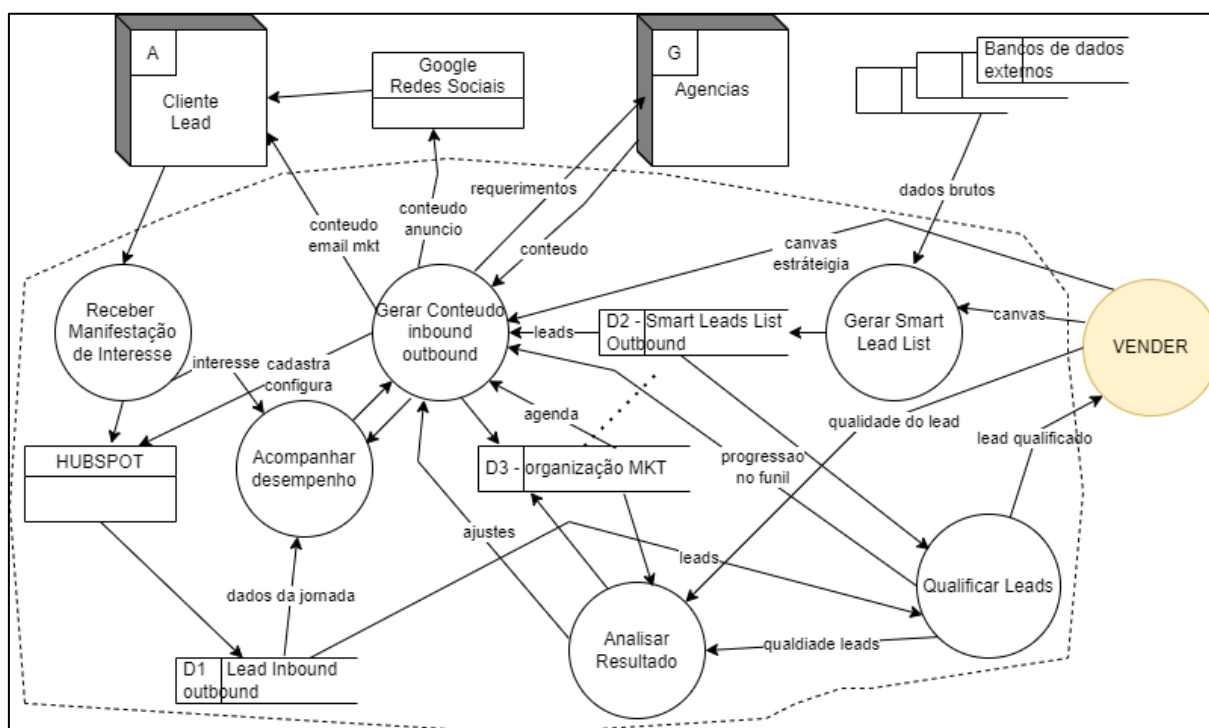 A
Cliente
Lead
Google
Redes Sociais
G
Agencias
Bancos de dados
externos
requerimentos
dados brutos
conteudo
email mkt
conteudo
anuncio
conteudo
canvas
estráteigia
Receber
Manifestação
de Interesse
Gerar Conteudo
inbound
outbound
leads
D2 - Smart Leads List
Outbound
Gerar Smart
Lead List
canvas
VENDER
interesse
cadastra
configura
agenda
qualidade do lead
lead qualificado
HUBSPOT
Acompanhar
desempenho
D3 - organização MKT
progressao
no funil
ajustes
leads
Qualificar Leads
dados da jornada
Analisar
Resultado
qualdiade leads
D1 Lead Inbound
outbound